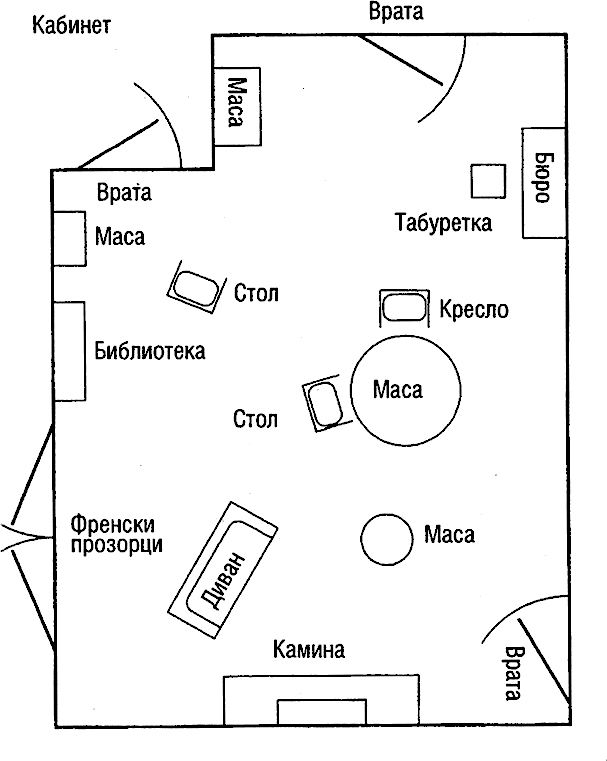 Кабинет
Врата
Маса
Врата
Бюро
Табуретка
Маса
Стол
Кресло
Библиотека
Маса
Стол
Френски
прозорци
Маса
Диван
Камина
Врата